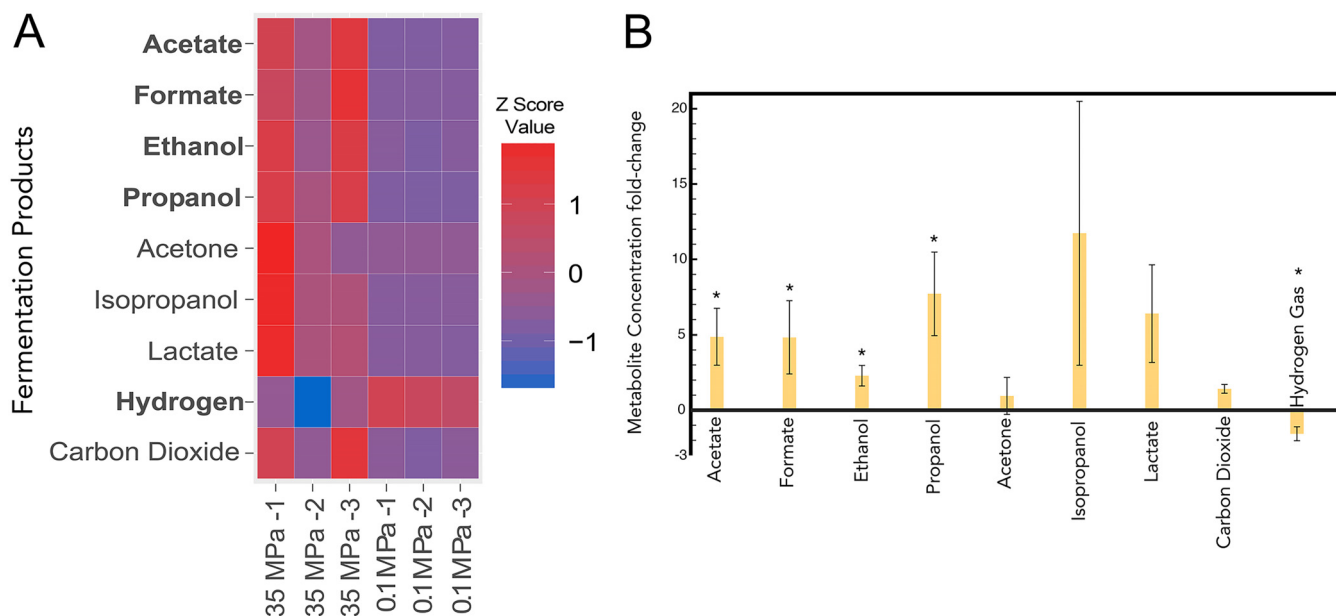 A
Fermentation Products
Acetate
Formate
Ethanol
Propanol
Acetone
Isopropanol
Lactate
Hydrogen
Carbon Dioxide
35 MPa -1
35 MPa -2
35 MPa -3
0.1 MPa -1
0.1 MPa -2
0.1 MPa -3
Z Score
Value
1
0
−1
B
Metabolite Concentration fold-change
20
15
10
5
0
-3
*
*
*
*
*
Acetate
Formate
Ethanol
Propanol
Acetone
Isopropanol
Lactate
Carbon Dioxide
Hydrogen Gas